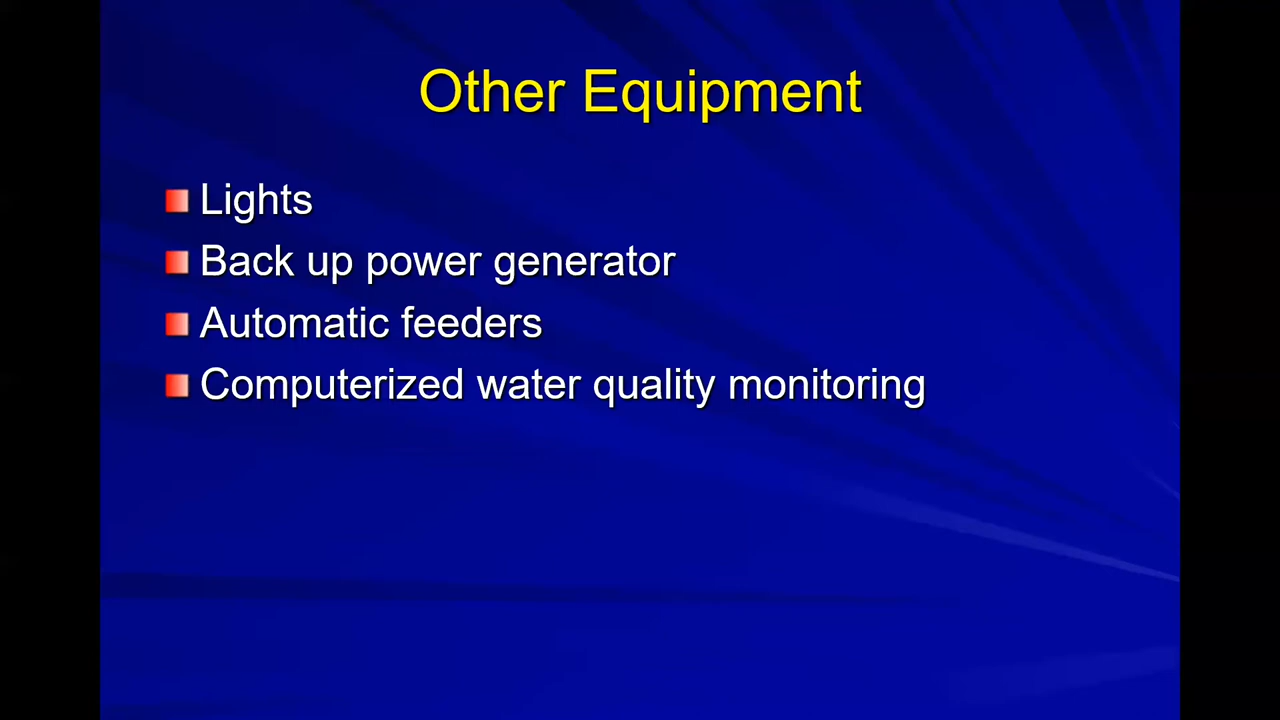 Other Equipment
Lights
Back up power generator
Automatic feeders
Computerized water quality monitoring